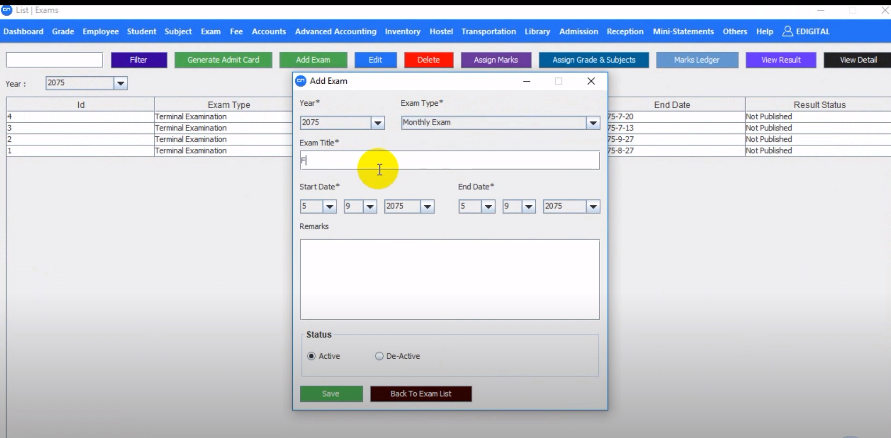 List | Exams
Dashboard Grade Employee Student Subject Exam Fee Accounts Advanced Accounting Inventory Hostel Transportation Library Admission Reception Mini-Statements Others Help EDIGITAL
Filter Generate Admit Card Add Exam Edit Delete Assign Marks Assign Grade & Subjects Marks Ledger View Result View Detail
Year : 2075
Id Exam Type End Date Result Status
4 Terminal Examination 75-7-20 Not Published
3 Terminal Examination 75-7-13 Not Published
2 Terminal Examination 75-9-27 Not Published
1 Terminal Examination 75-8-27 Not Published
Add Exam
Year* Exam Type*
2075 Monthly Exam
Exam Title*
F
Start Date* End Date*
5 9 2075 5 9 2075
Remarks
Status
Active De-Active
Save Back To Exam List